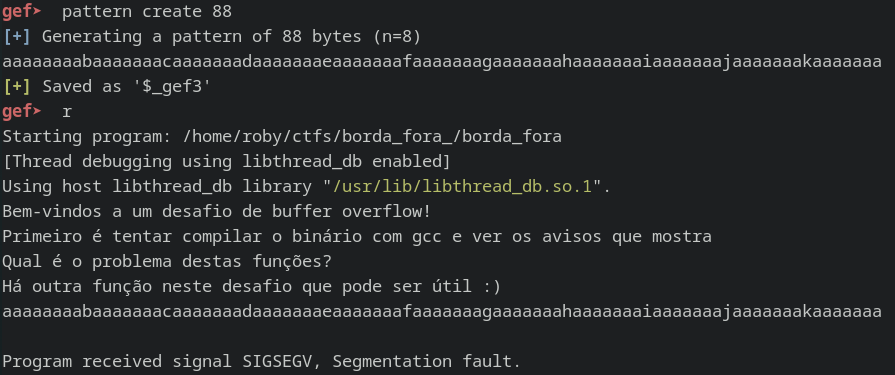 gef➤  pattern create 88
[+] Generating a pattern of 88 bytes (n=8)
aaaaaaaabaaaaaaacaaaaaaadaaaaaaaeaaaaaaafaaaaaaagaaaaaaahaaaaaaaiaaaaaaajaaaaaaakaaaaaaa
[+] Saved as '$_gef3'
gef➤  r
Starting program: /home/roby/ctfs/borda_fora_/borda_fora
[Thread debugging using libthread_db enabled]
Using host libthread_db library "/usr/lib/libthread_db.so.1".
Bem-vindos a um desafio de buffer overflow!
Primeiro é tentar compilar o binário com gcc e ver os avisos que mostra
Qual é o problema destas funções?
Há outra função neste desafio que pode ser útil :)
aaaaaaaabaaaaaaacaaaaaaadaaaaaaaeaaaaaaafaaaaaaagaaaaaaahaaaaaaaiaaaaaaajaaaaaaakaaaaaaa
Program received signal SIGSEGV, Segmentation fault.